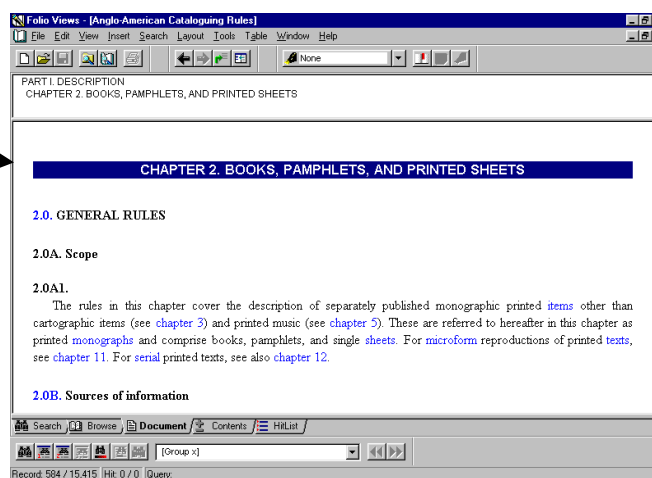 Folio Views - [Anglo-American Cataloguing Rules]
File Edit View Insert Search Layout Tools Table Window Help
None
PART I. DESCRIPTION
CHAPTER 2. BOOKS, PAMPHLETS, AND PRINTED SHEETS
CHAPTER 2. BOOKS, PAMPHLETS, AND PRINTED SHEETS
2.0. GENERAL RULES
2.0A. Scope
2.0A1.
The rules in this chapter cover the description of separately published monographic printed items other than
cartographic items (see chapter 3) and printed music (see chapter 5). These are referred to hereafter in this chapter as
printed monographs and comprise books, pamphlets, and single sheets. For microform reproductions of printed texts,
see chapter 11. For serial printed texts, see also chapter 12.
2.0B. Sources of information
Search Browse Document Contents HitList
[Group x]
Record: 584 / 15.415 Hit: 0 / 0 Query: